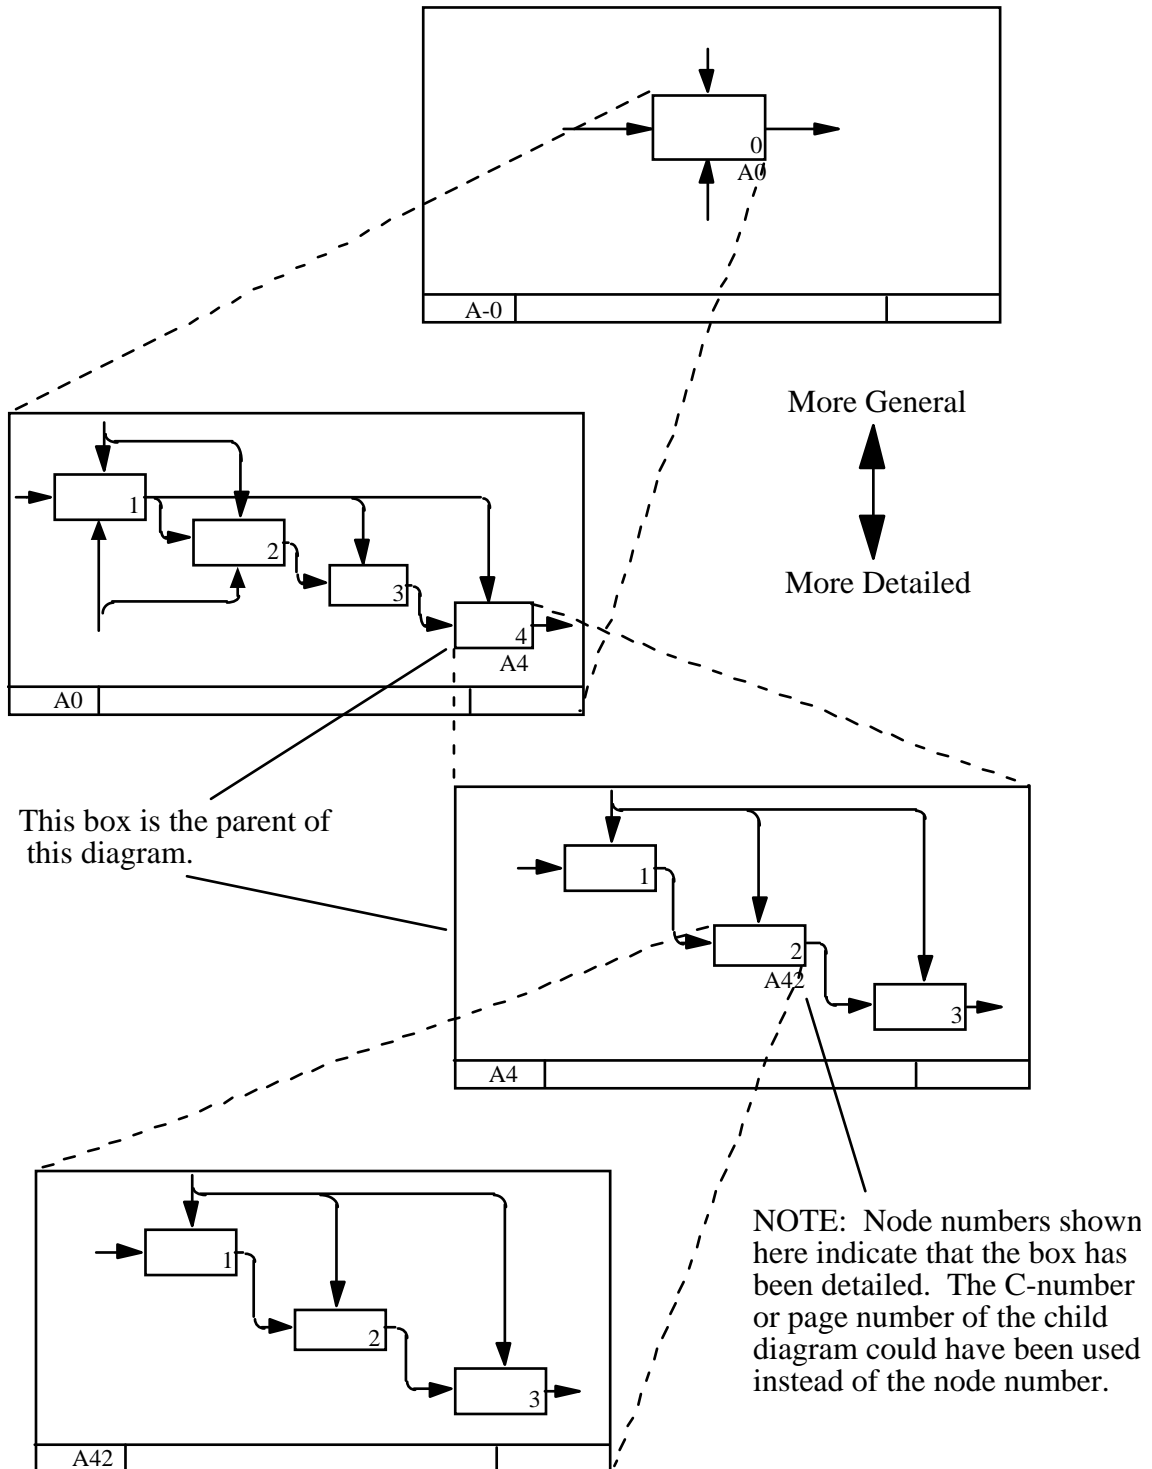 0
A0
A-0
More General
More Detailed
1
2
3
4
A4
A0
This box is the parent of
this diagram.
1
2
A42
3
A4
NOTE:  Node numbers shown
here indicate that the box has
been detailed.  The C-number
or page number of the child
diagram could have been used
instead of the node number.
1
2
3
A42